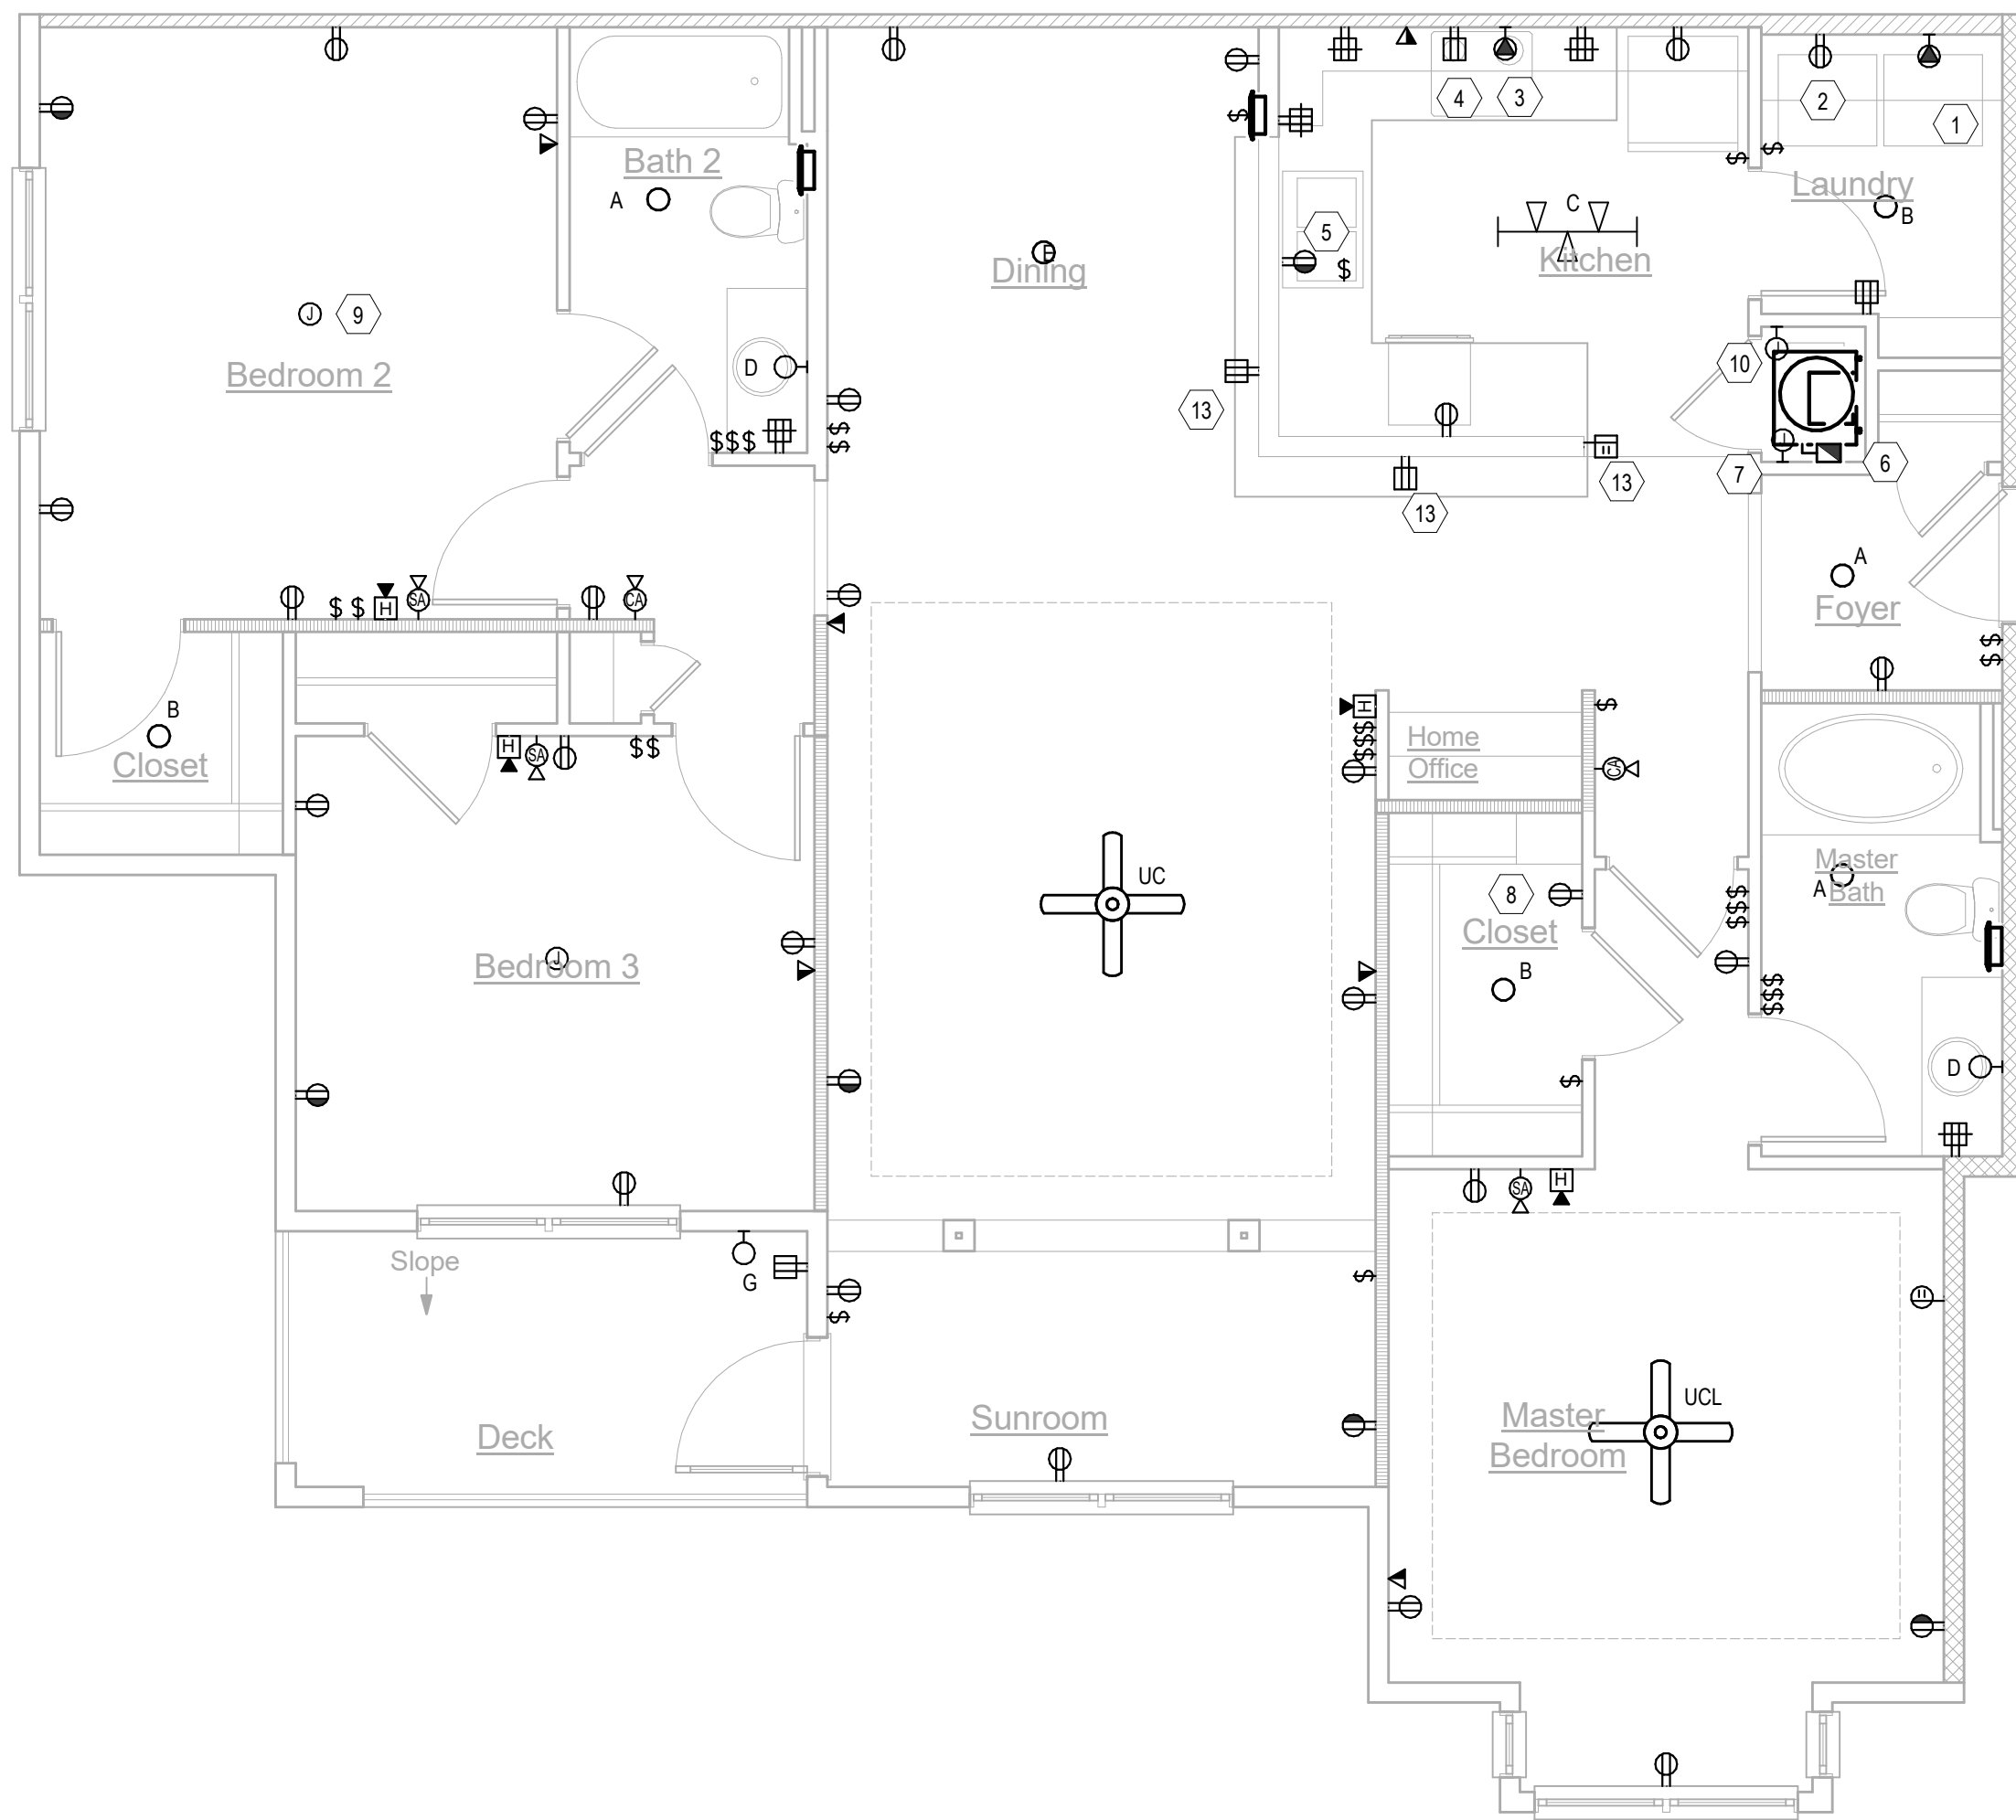 4
3
2
1
Bath 2
A
Laundry
B
C
5
$
Kitchen
E
Dining
J
9
Bedroom 2
D
10
J
13
$$$
$
$
J
6
7
13
13
A
Foyer
$ $
H
SA
CA
$
$
B
Closet
H
SA
$$
H
$
$
$
Home
Office
$
CA
UC
Master
Bath
A
8
Closet
$
$
$
Bedroom 3
J
B
$
$
$
D
$
SA
H
Slope
G
$
$
UCL
Sunroom
Master
Bedroom
Deck
$
$
$